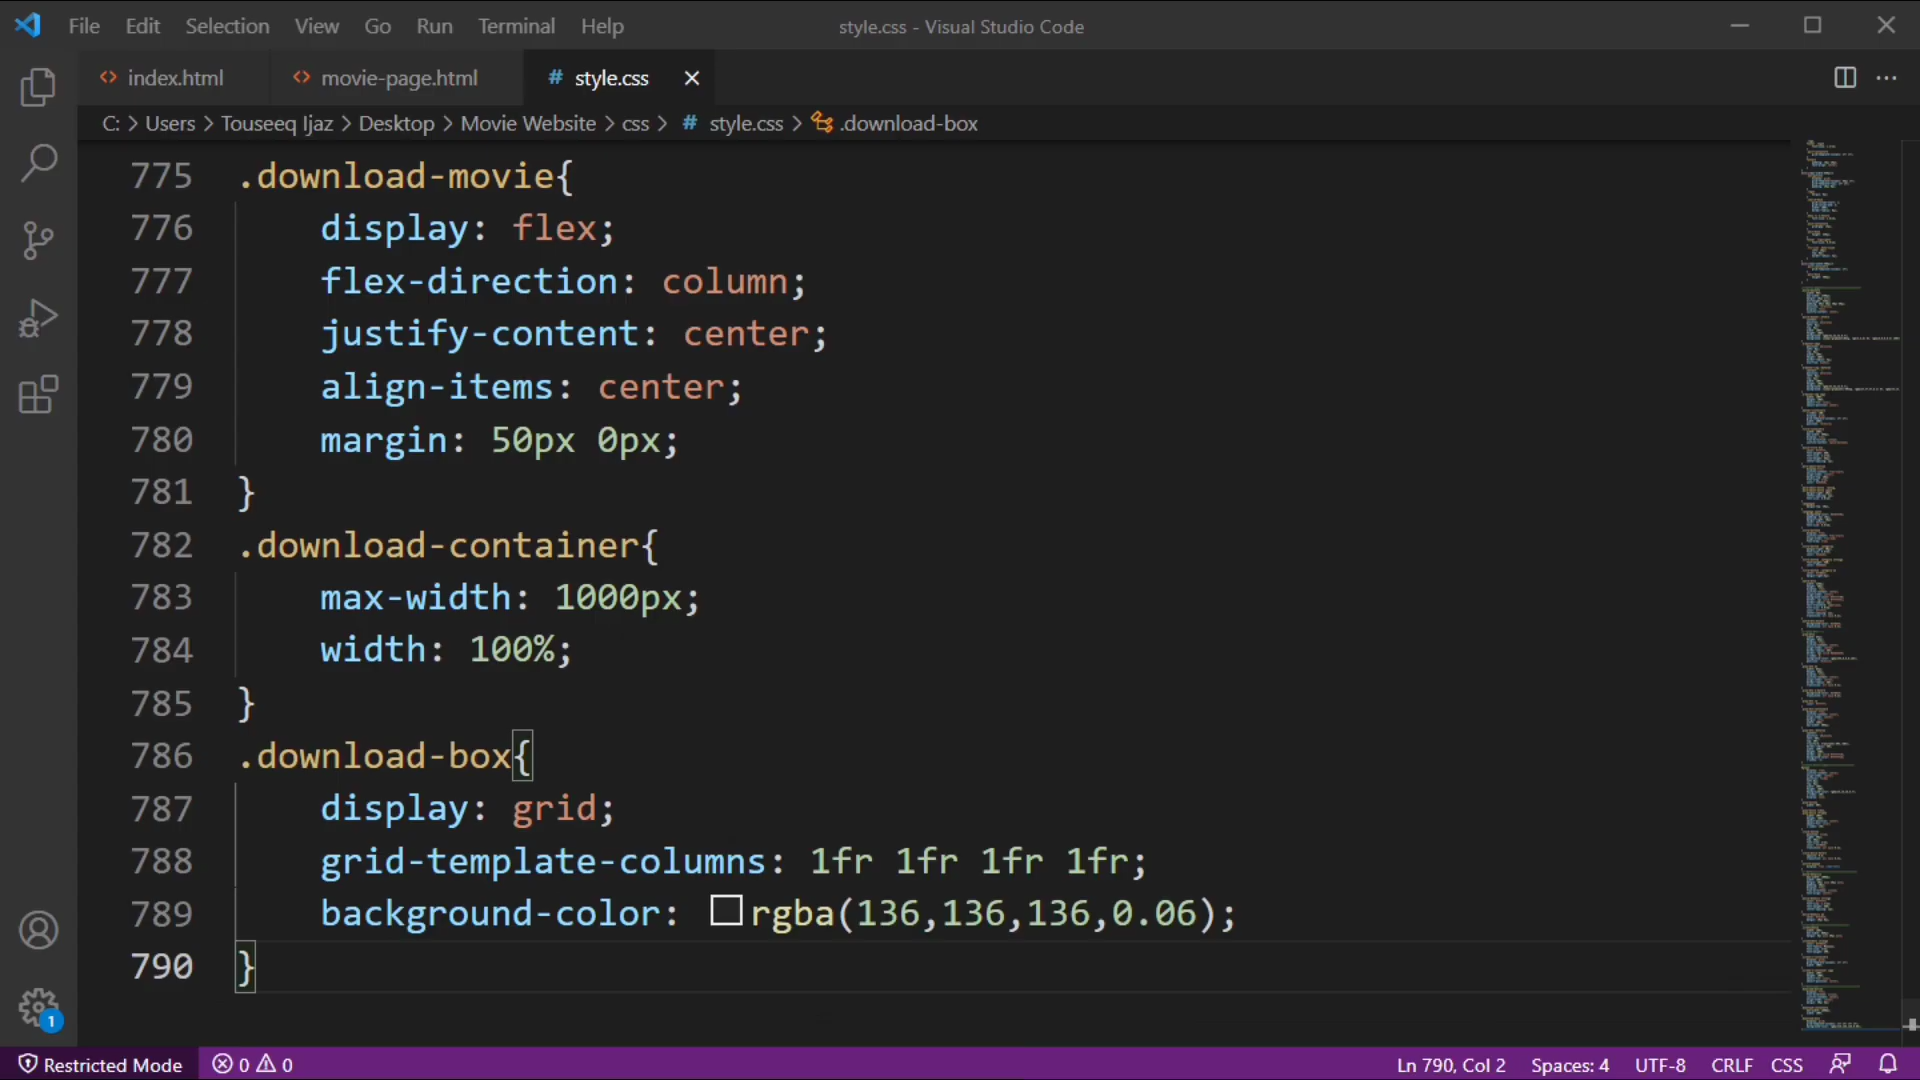 File Edit Selection View Go Run Terminal Help
style.css - Visual Studio Code
index.html movie-page.html # style.css
C: > Users > Touseeq Ijaz > Desktop > Movie Website > css > # style.css > .download-box
775 .download-movie{
776 display: flex;
777 flex-direction: column;
778 justify-content: center;
779 align-items: center;
780 margin: 50px 0px;
781 }
782 .download-container{
783 max-width: 1000px;
784 width: 100%;
785 }
786 .download-box{
787 display: grid;
788 grid-template-columns: 1fr 1fr 1fr 1fr;
789 background-color: rgba(136,136,136,0.06);
790 }
1
Restricted Mode 0 0 Ln 790, Col 2 Spaces: 4 UTF-8 CRLF CSS